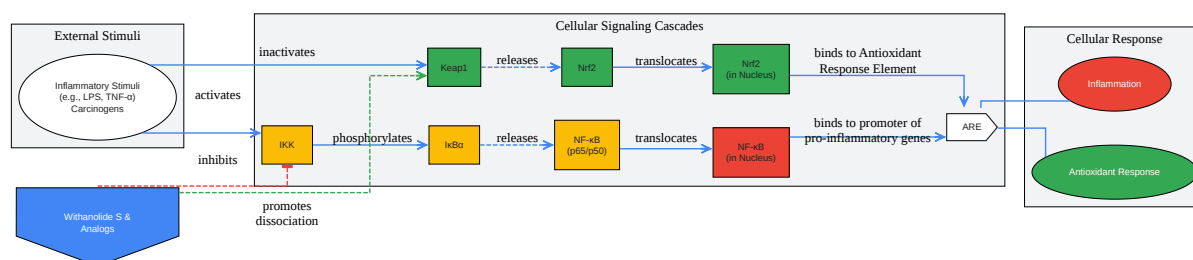 External Stimuli
Inflammatory Stimuli
(e.g., LPS, TNF-α)
Carcinogens
Cellular Signaling Cascades
Cellular Response
inactivates
activates
inhibits
promotes
dissociation
Withanolide S &
Analogs
Keap1
releases
Nrf2
translocates
Nrf2
(in Nucleus)
binds to Antioxidant
Response Element
IKK
phosphorylates
IκBα
releases
NF-κB
(p65/p50)
translocates
NF-κB
(in Nucleus)
binds to promoter of
pro-inflammatory genes
ARE
Inflammation
Antioxidant Response